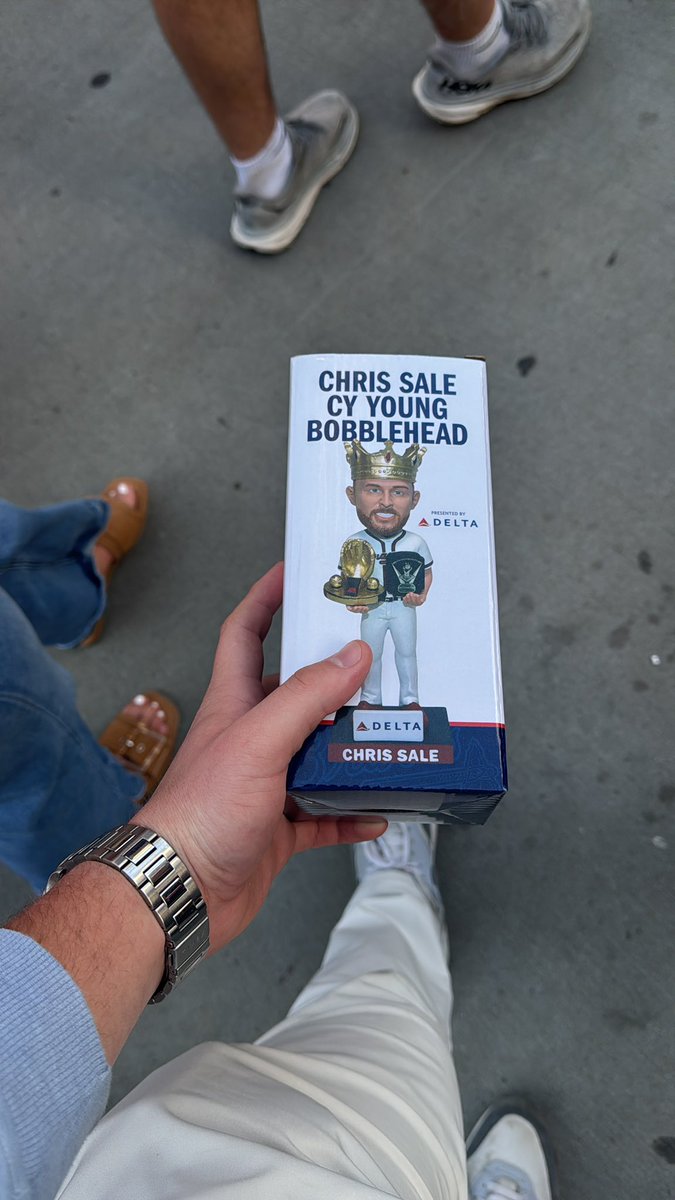 CHRIS SALE
CY YOUNG
BOBBLEHEAD
PRESENTED BY
DELTA
DELTA
CHRIS SALE